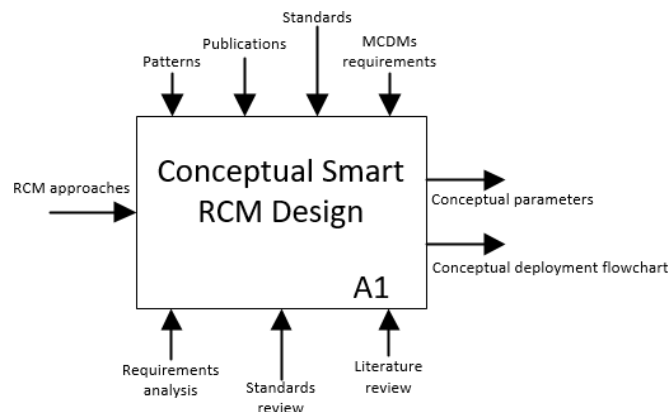 Standards
Publications
MCDMs
requirements
Patterns
Conceptual Smart
RCM Design
RCM approaches
Conceptual parameters
Conceptual deployment flowchart
A1
Requirements
analysis
Standards
review
Literature
review